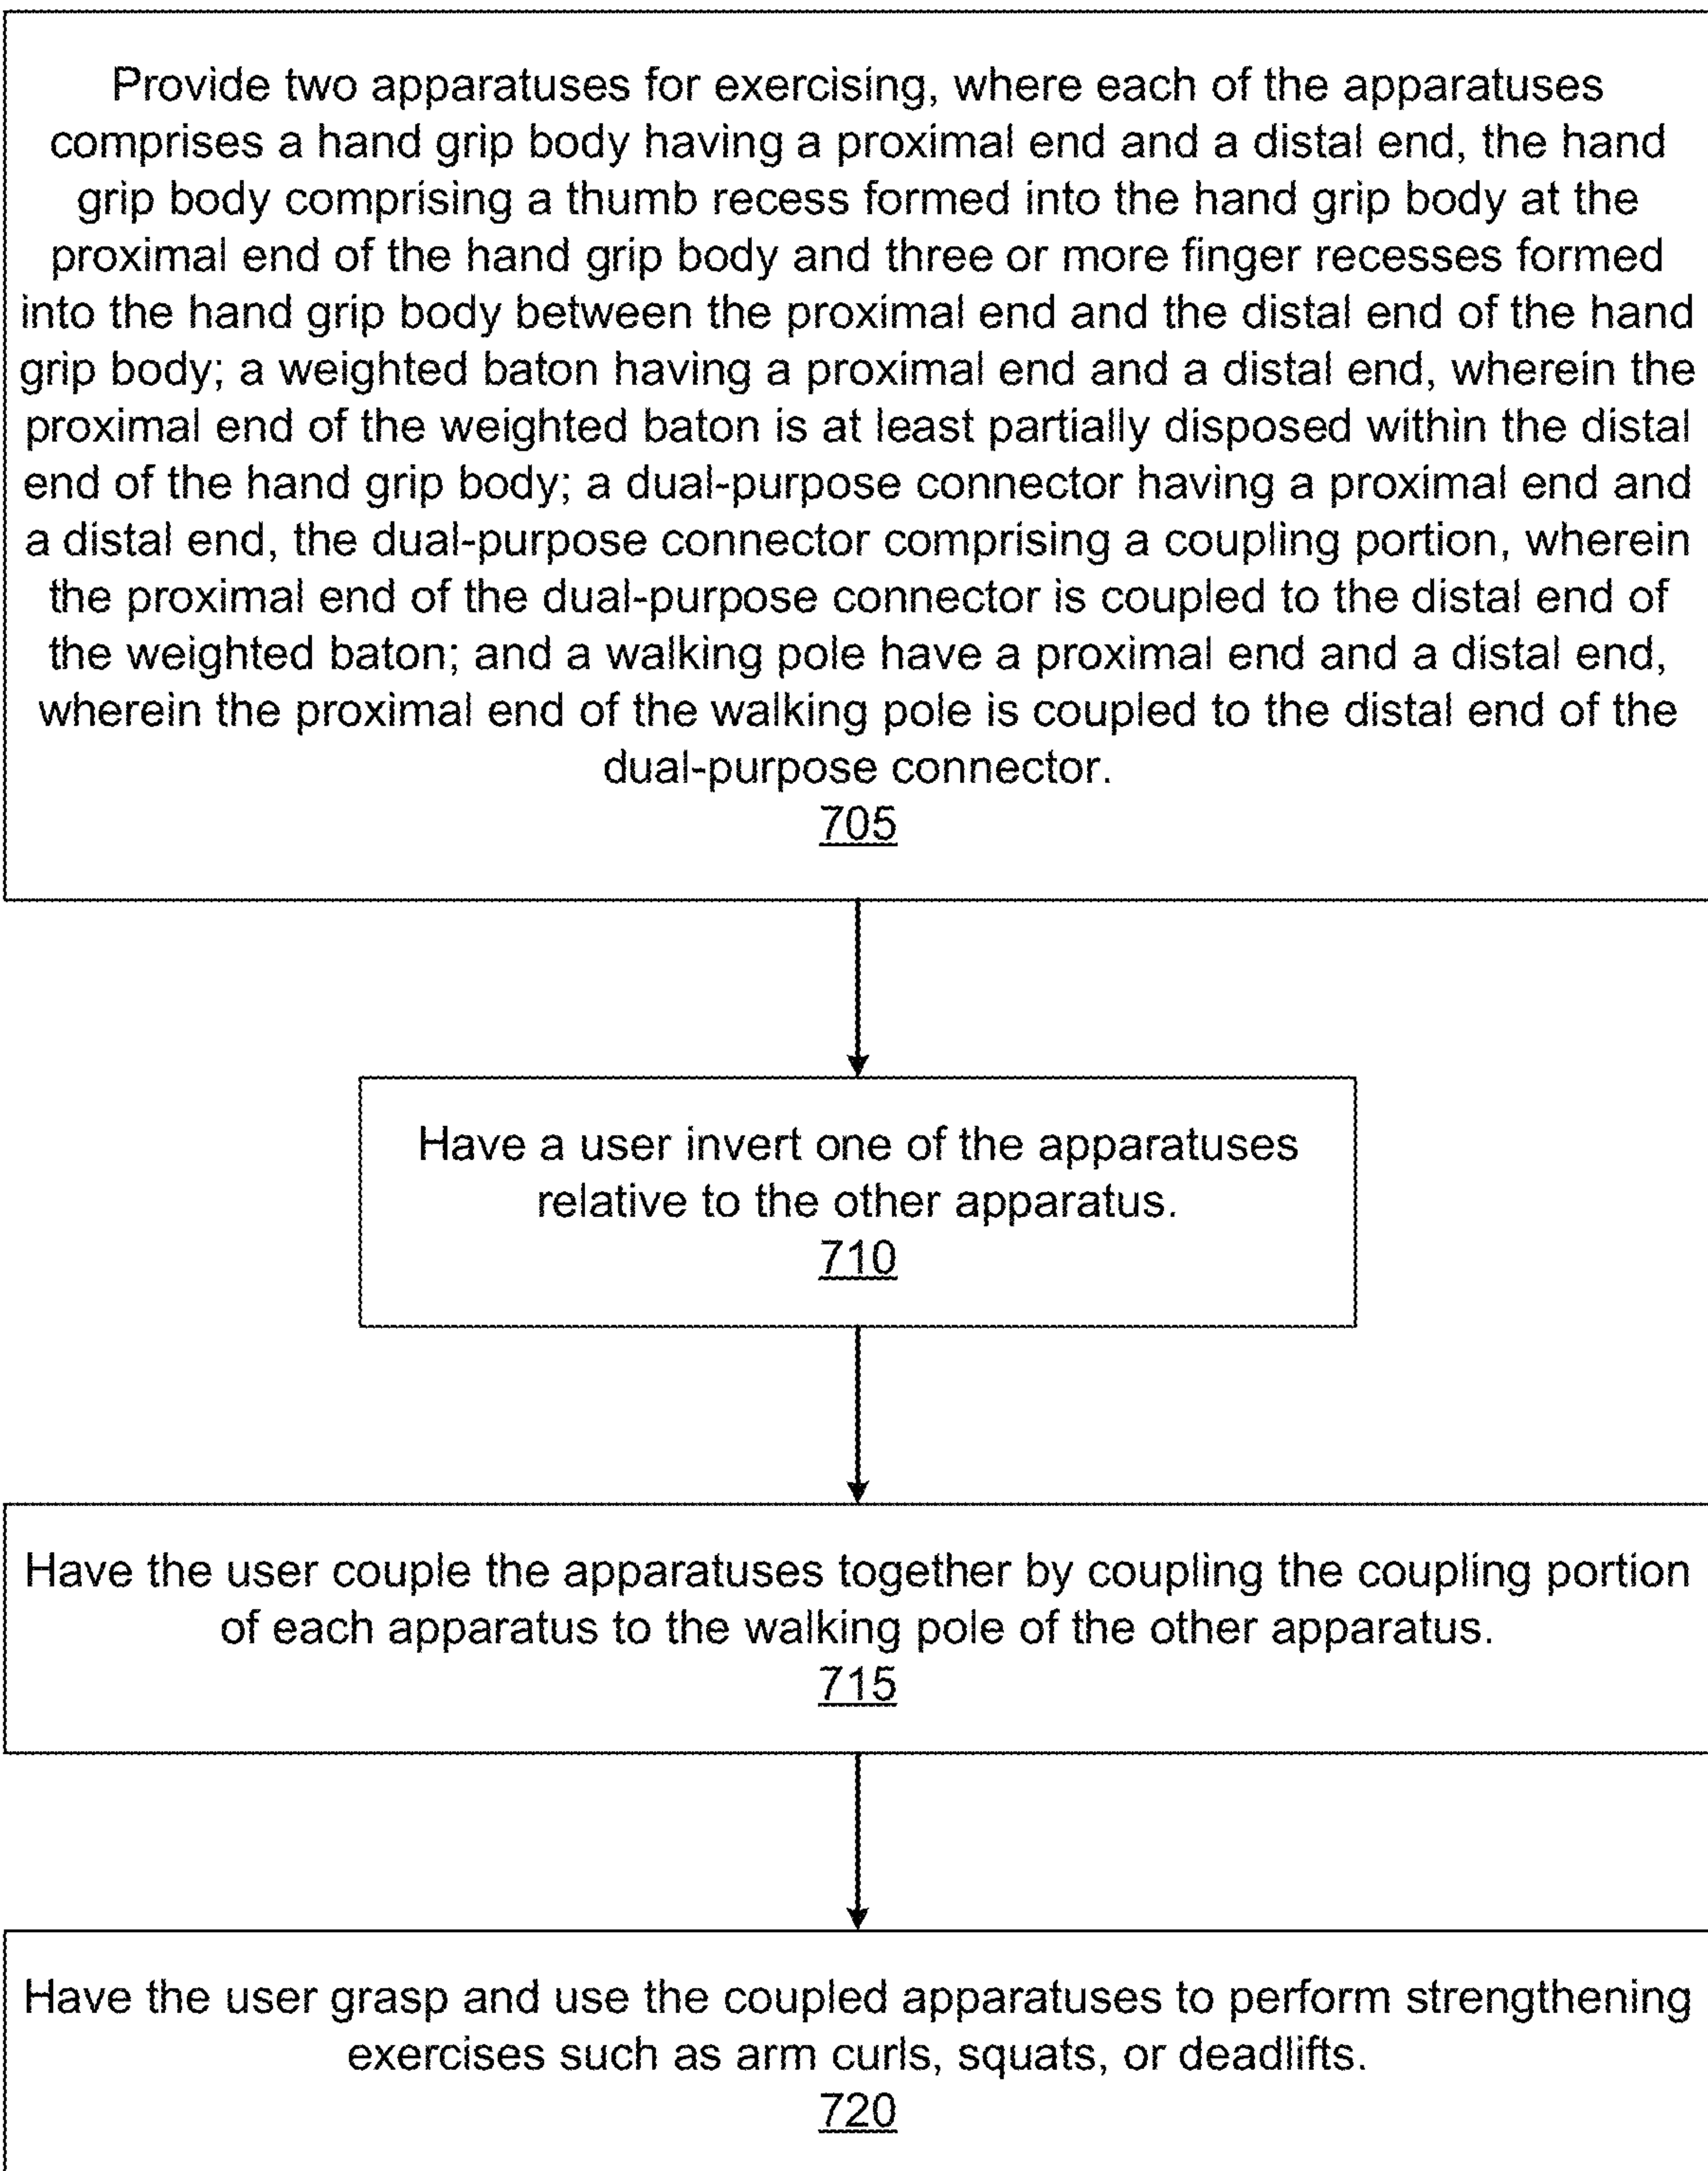 Provide two apparatuses for exercising, where each of the apparatuses
comprises a hand grip body having a proximal end and a distal end, the hand
grip body comprising a thumb recess formed into the hand grip body at the
proximal end of the hand grip body and three or more finger recesses formed
into the hand grip body between the proximal end and the distal end of the hand
grip body; a weighted baton having a proximal end and a distal end, wherein the
proximal end of the weighted baton is at least partially disposed within the distal
end of the hand grip body; a dual-purpose connector having a proximal end and
a distal end, the dual-purpose connector comprising a coupling portion, wherein
the proximal end of the dual-purpose connector is coupled to the distal end of
the weighted baton; and a walking pole have a proximal end and a distal end,
wherein the proximal end of the walking pole is coupled to the distal end of the
dual-purpose connector.
705
Have a user invert one of the apparatuses
relative to the other apparatus.
710
Have the user couple the apparatuses together by coupling the coupling portion
of each apparatus to the walking pole of the other apparatus.
715
Have the user grasp and use the coupled apparatuses to perform strengthening
exercises such as arm curls, squats, or deadlifts.
720